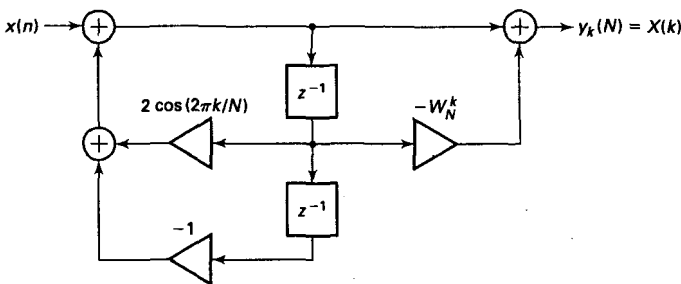 x(n) + + y_k(N) = X(k)
z⁻¹
2 cos (2πk/N) −W_N^k
+
z⁻¹
−1